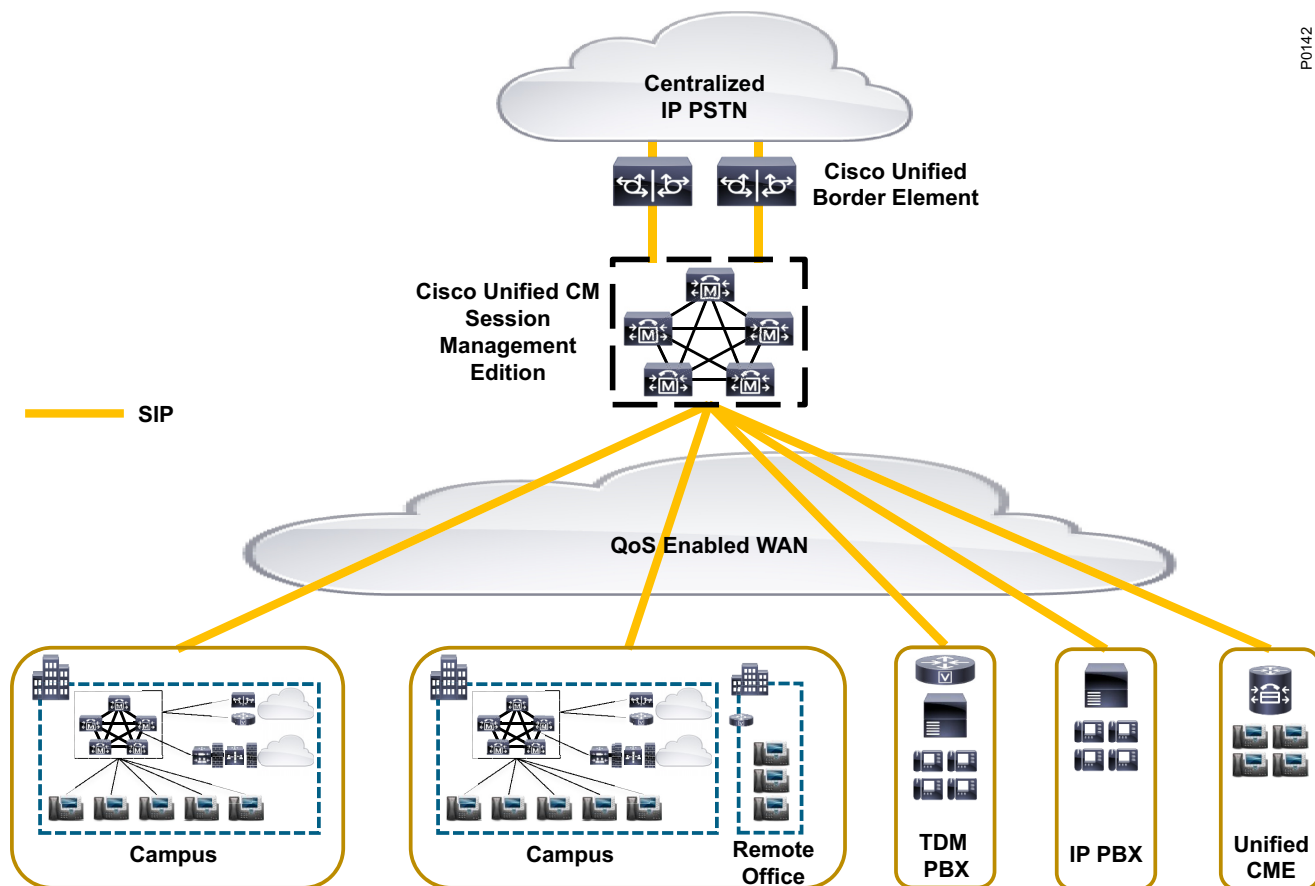 P0142
Centralized
IP PSTN
Cisco Unified
Border Element
Cisco Unified CM
Session
Management
Edition
SIP
QoS Enabled WAN
Campus
Campus
Remote
Office
TDM
PBX
IP PBX
Unified
CME